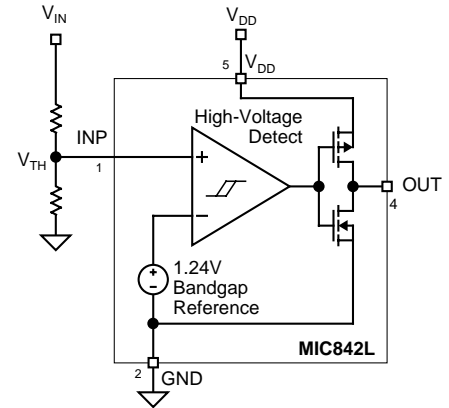 VIN
VDD
5
VDD
High-Voltage
Detect
INP
VTH
1
+
−
OUT
4
+
−
1.24V
Bandgap
Reference
MIC842L
2
GND